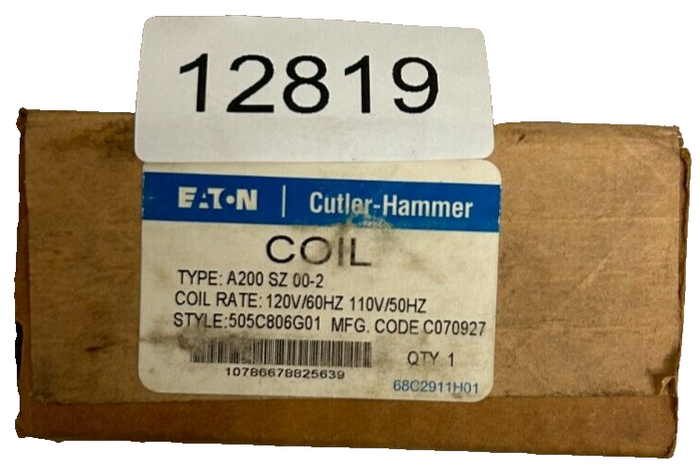 12819
EATON | Cutler-Hammer
COIL
TYPE: A200 SZ 00-2
COIL RATE: 120V/60HZ 110V/50HZ
STYLE:505C806G01 MFG. CODE C070927
QTY 1
10786678825639
68C2911H01